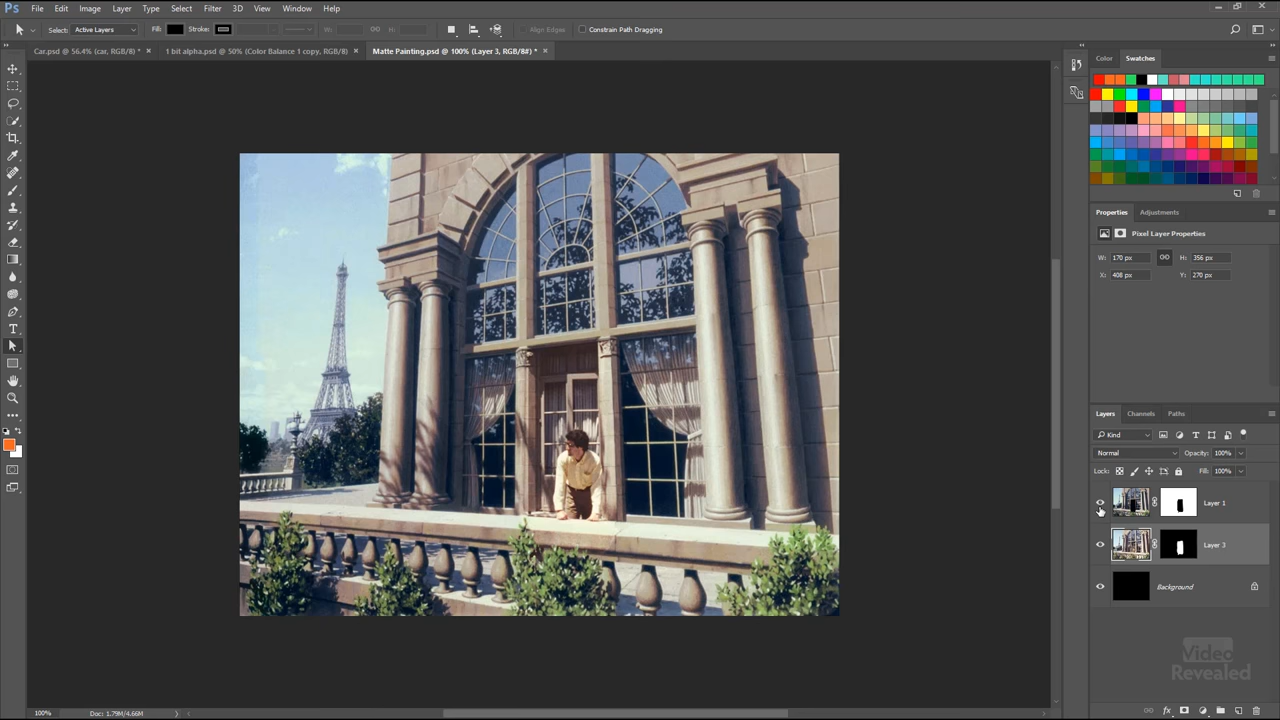 Ps File Edit Image Layer Type Select Filter 3D View Window Help
Select: Active Layers Fill: Stroke: W: H: Align Edges Constrain Path Dragging
Car.psd @ 56.4% (car, RGB/8) * × 1 bit alpha.psd @ 50% (Color Balance 1 copy, RGB/8) × Matte Painting.psd @ 100% (Layer 3, RGB/8#) * ×
Color Swatches
Properties Adjustments
Pixel Layer Properties
W: 170 px H: 356 px
X: 408 px Y: 270 px
Layers Channels Paths
Kind
Normal Opacity: 100%
Lock: Fill: 100%
Layer 1
Layer 3
Background
Video
Revealed
100% Doc: 1.79M/4.66M